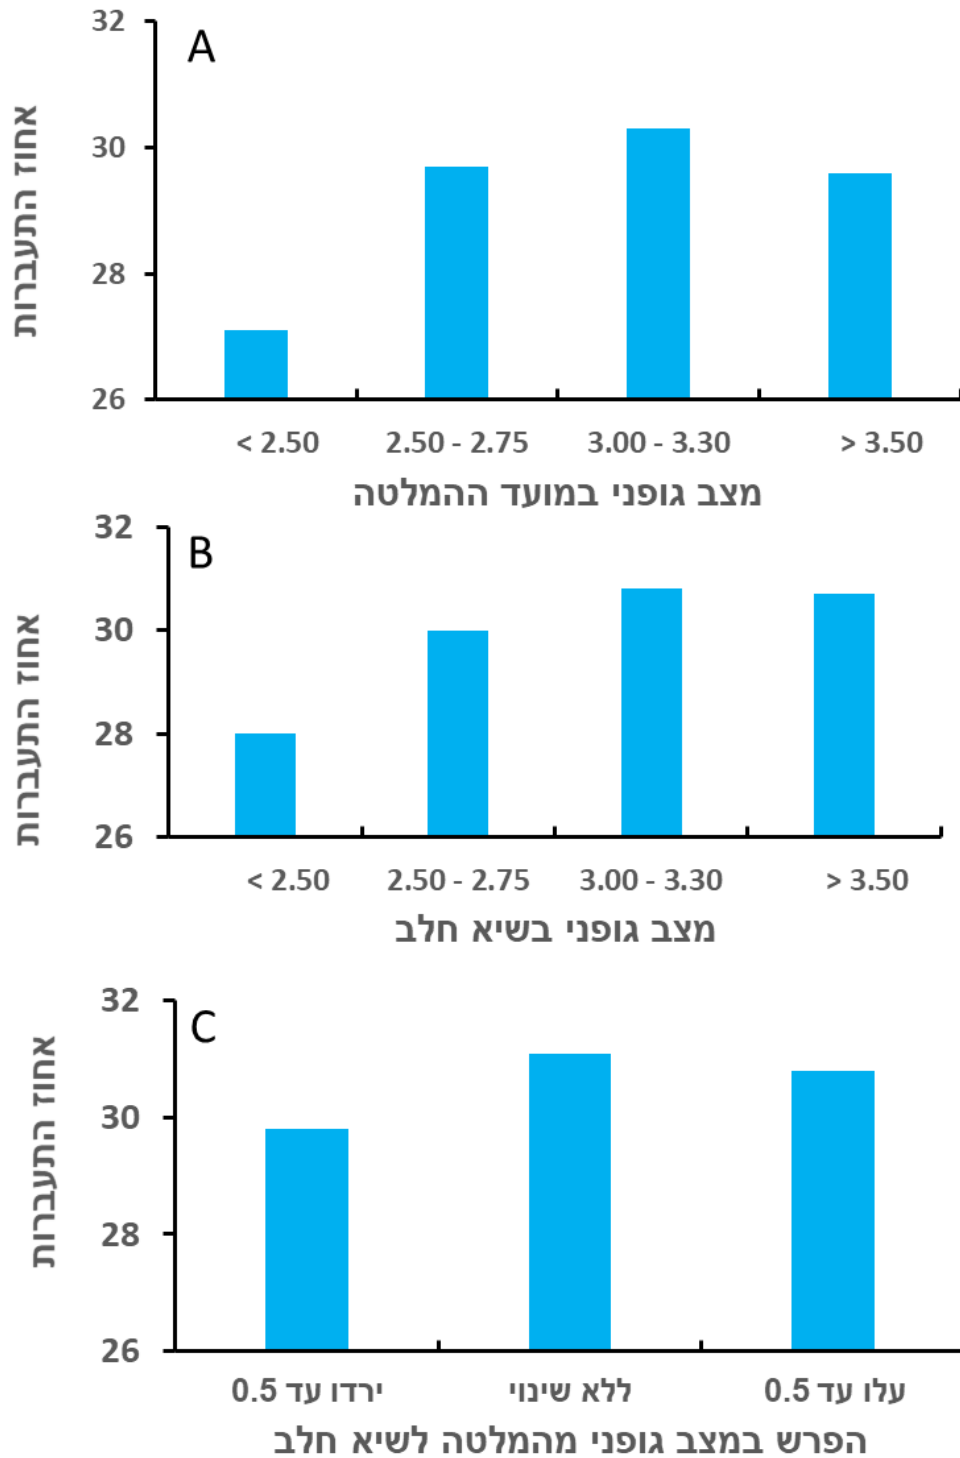 A
אחוז התעברות
32
30
28
26
< 2.50 2.50 - 2.75 3.00 - 3.30 > 3.50
מצב גופני במועד ההמלטה
B
אחוז התעברות
32
30
28
26
< 2.50 2.50 - 2.75 3.00 - 3.30 > 3.50
מצב גופני בשיא חלב
C
אחוז התעברות
32
30
28
26
ירדו עד 0.5
ללא שינוי
עלו עד 0.5
הפרש במצב גופני מהמלטה לשיא חלב